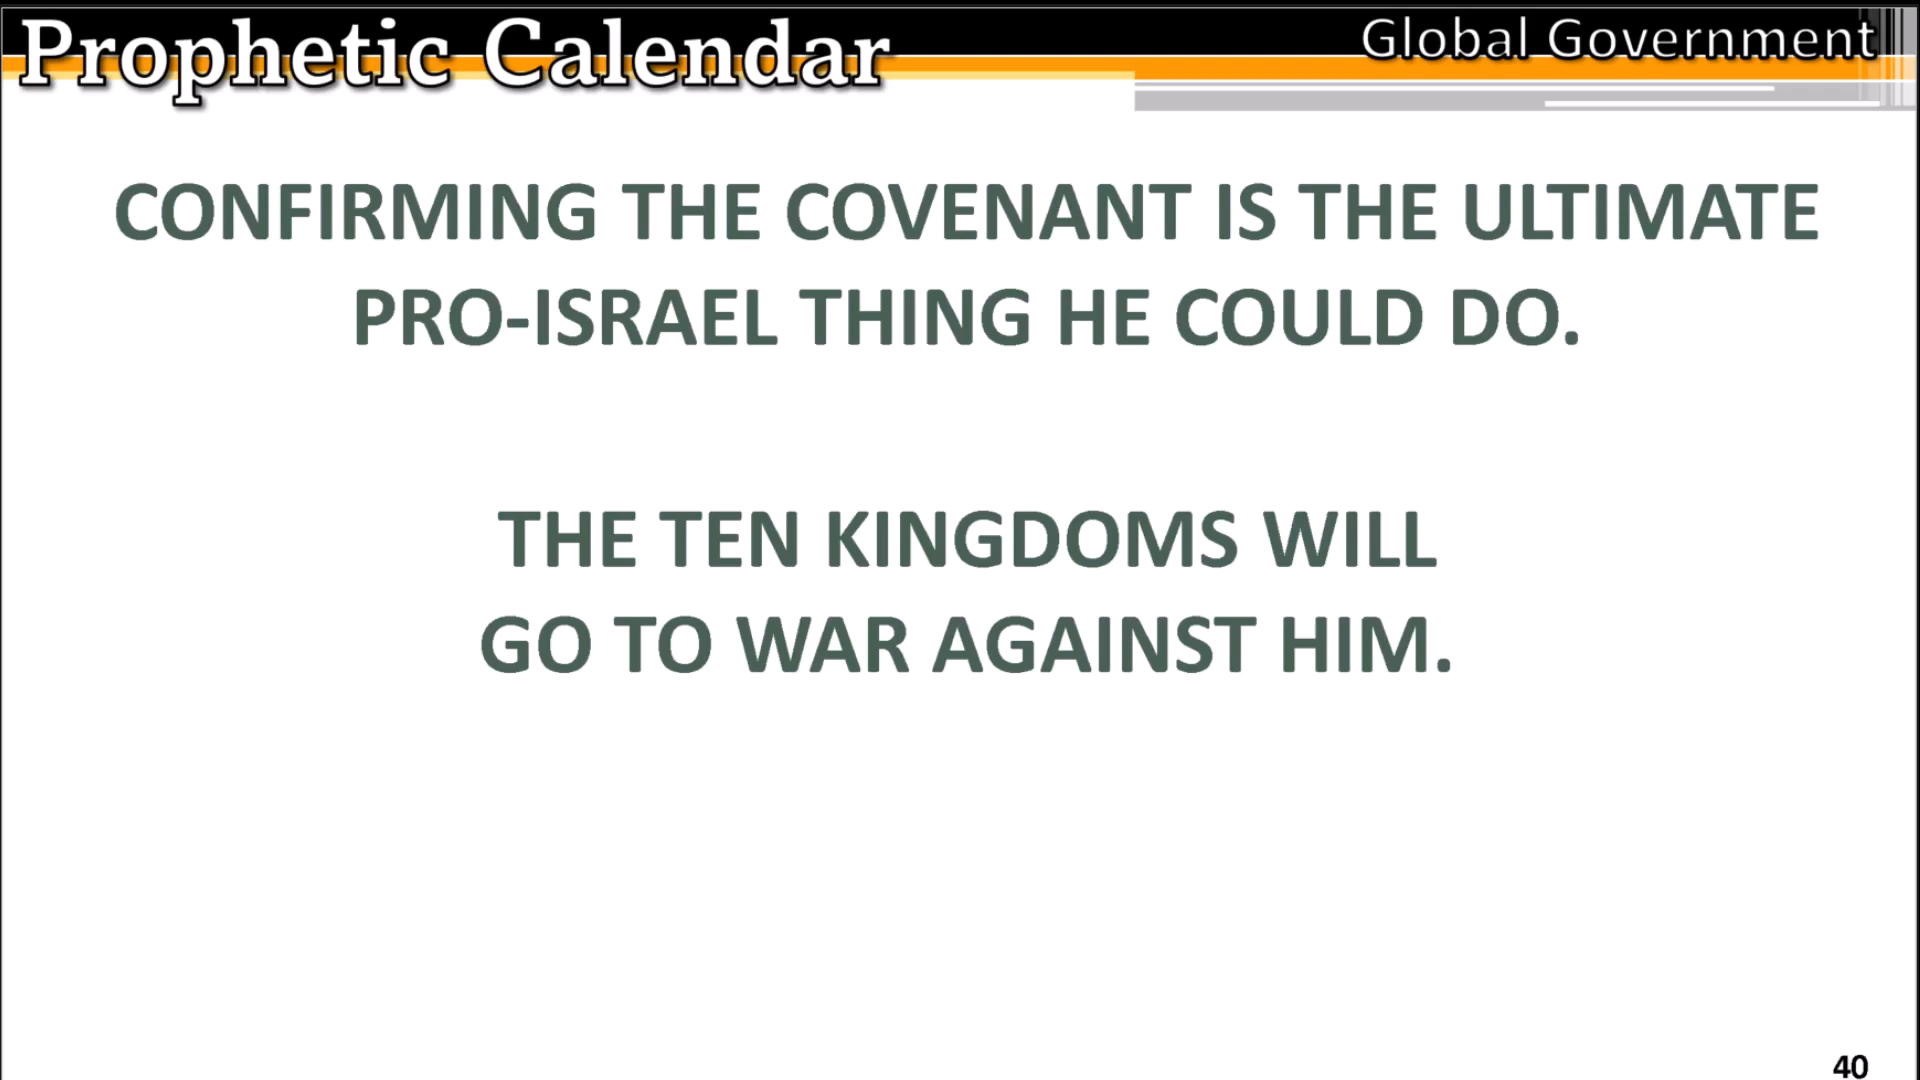 Prophetic Calendar
Global Government
CONFIRMING THE COVENANT IS THE ULTIMATE
PRO-ISRAEL THING HE COULD DO.
THE TEN KINGDOMS WILL
GO TO WAR AGAINST HIM.
40